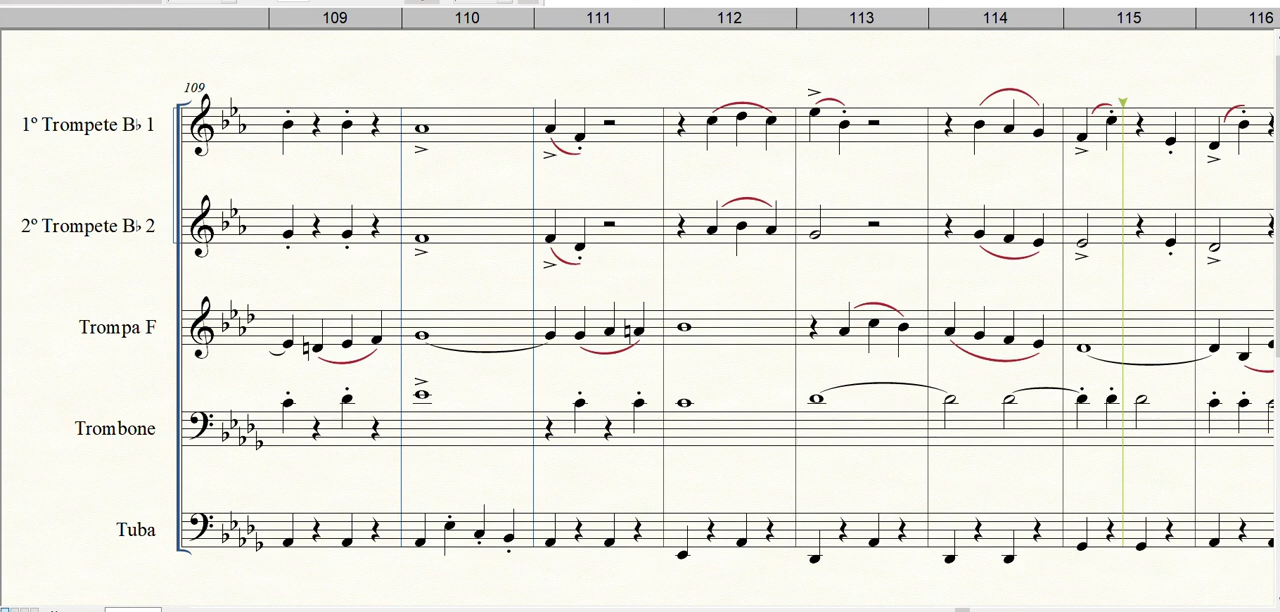 109 110 111 112 113 114 115 116
109
1º Trompete B♭ 1
2º Trompete B♭ 2
Trompa F
Trombone
Tuba